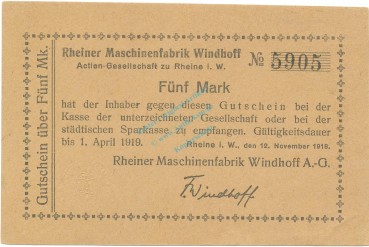 Gutschein über Fünf Mk.
Rheiner Maschinenfabrik Windhoff
Actien-Gesellschaft zu Rheine i. W.
№ 5905
Fünf Mark
hat der Inhaber gegen diesen Gutschein bei der
Kasse der unterzeichneten Gesellschaft oder bei der
städtischen Sparkasse zu empfangen. Gültigkeitsdauer
bis 1. April 1919.
Rheine i. W., den 18. November 1918.
Rheiner Maschinenfabrik Windhoff A.-G.
F. Windhoff